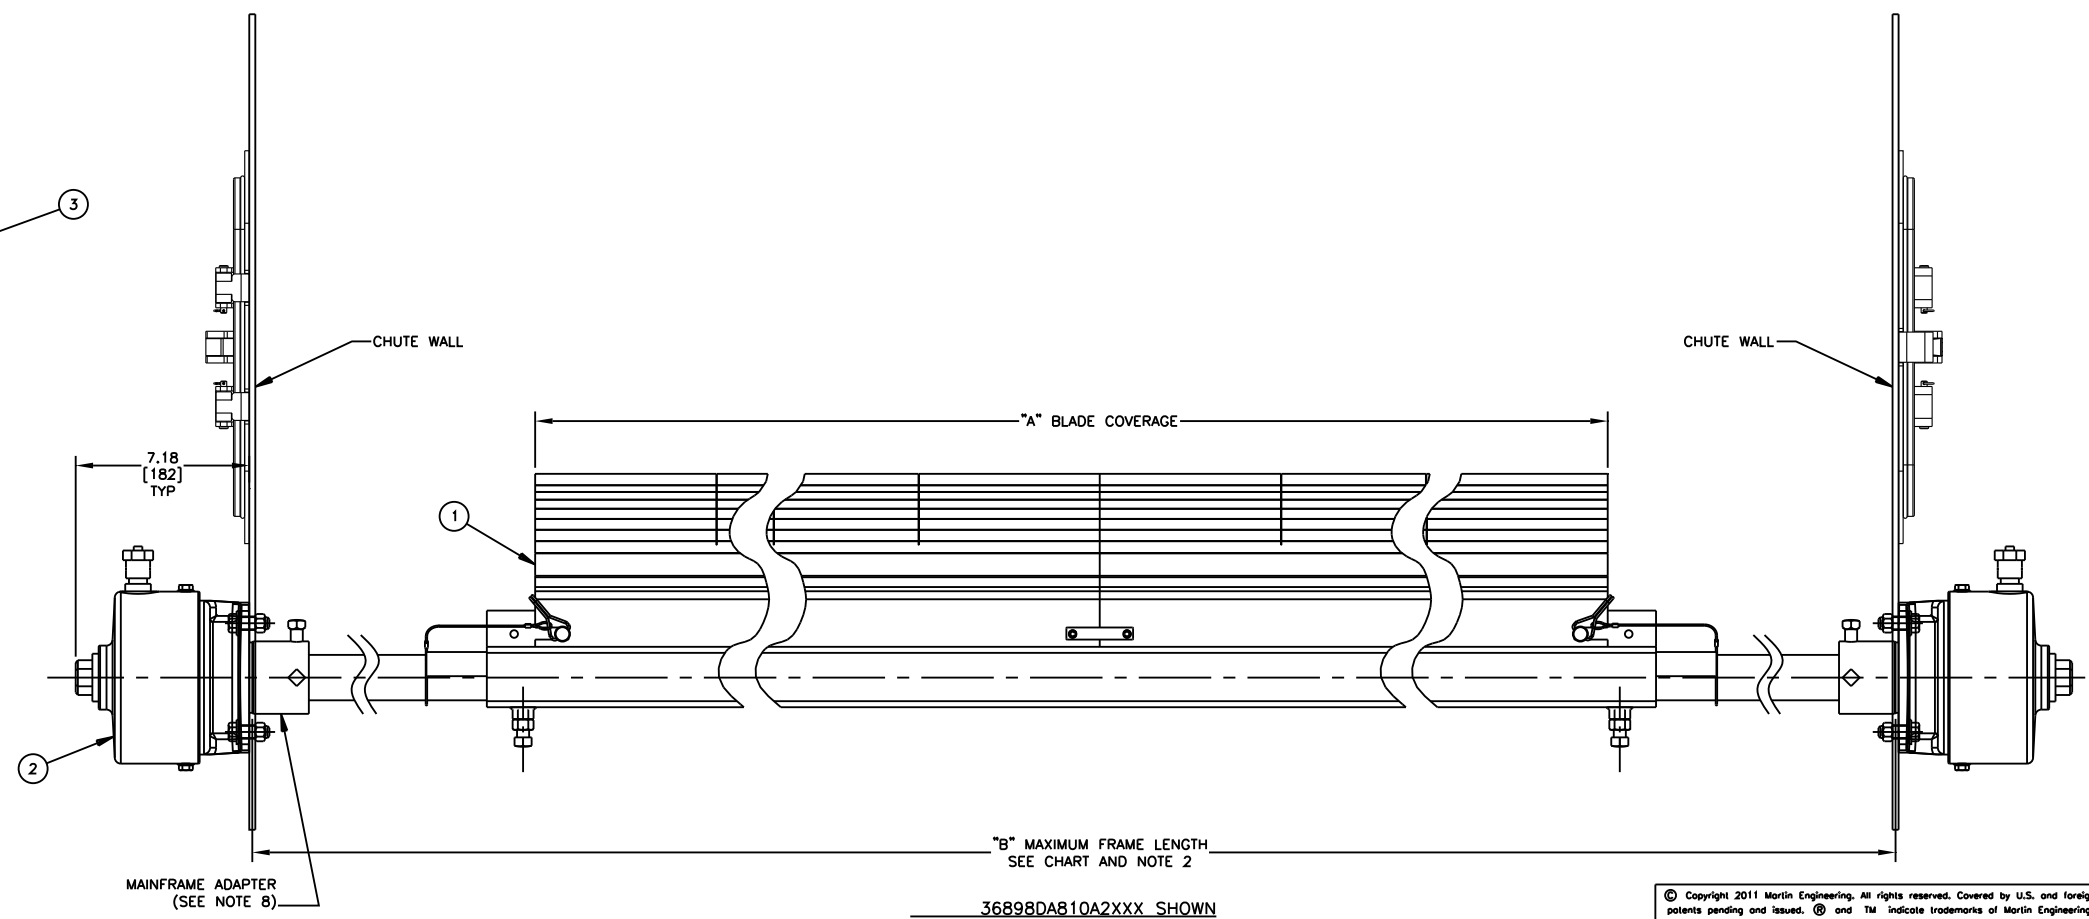 3
CHUTE WALL
CHUTE WALL
"A" BLADE COVERAGE
7.18
[182]
TYP
1
2
"B" MAXIMUM FRAME LENGTH
SEE CHART AND NOTE 2
MAINFRAME ADAPTER
(SEE NOTE 8)
36898DA810A2XXX SHOWN
© Copyright 2011 Martin Engineering. All rights reserved. Covered by U.S. and foreig
patents pending and issued. ® and TM indicate trademarks of Martin Engineering